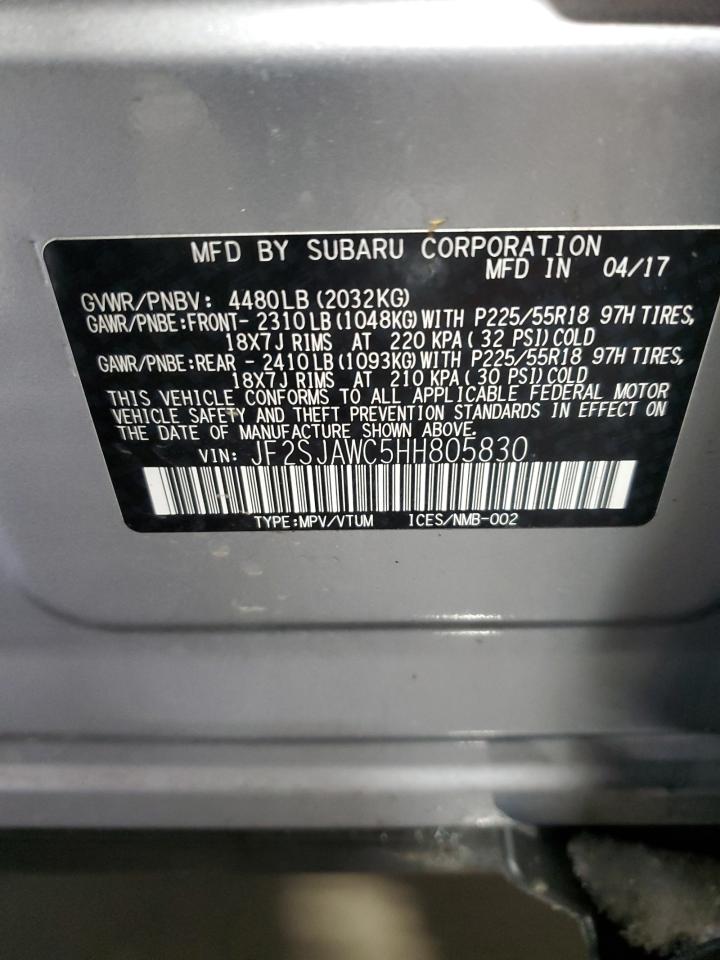 MFD BY SUBARU CORPORATION
MFD IN 04/17
GVWR/PNBV: 4480LB (2032KG)
GAWR/PNBE:FRONT- 2310LB (1048KG) WITH P225/55R18 97H TIRES,
18X7J RIMS AT 220 KPA ( 32 PSI) COLD
GAWR/PNBE:REAR - 2410LB (1093KG) WITH P225/55R18 97H TIRES,
18X7J RIMS AT 210 KPA ( 30 PSI) COLD
THIS VEHICLE CONFORMS TO ALL APPLICABLE FEDERAL MOTOR
VEHICLE SAFETY AND THEFT PREVENTION STANDARDS IN EFFECT ON
THE DATE OF MANUFACTURE SHOWN ABOVE.
VIN: JF2SJAWC5HH805830
TYPE:MPV/VTUM ICES/NMB-002